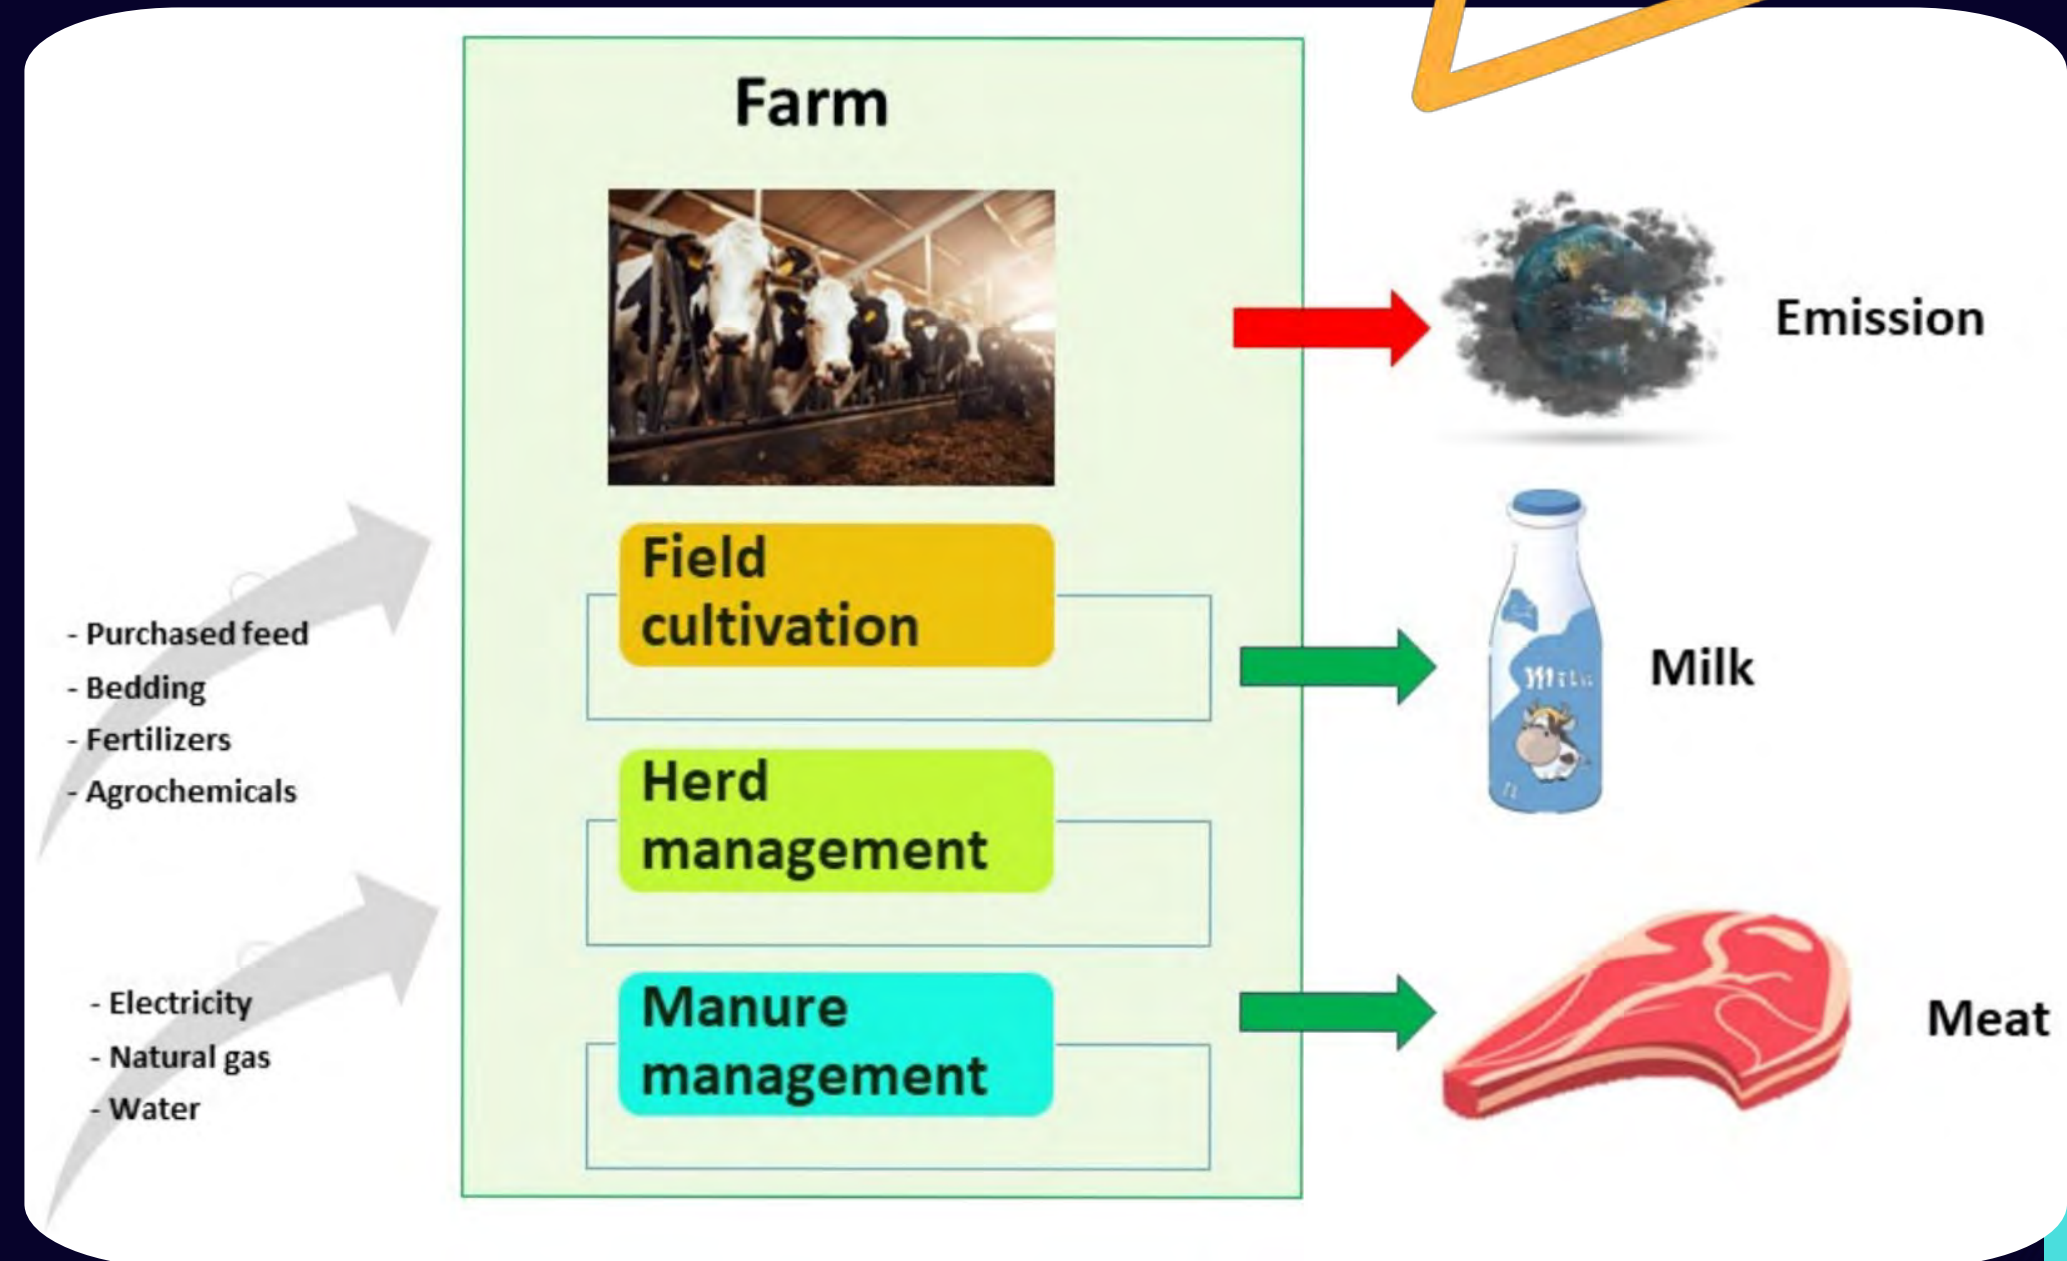 Farm
Emission
Field
cultivation
- Purchased feed
- Bedding
- Fertilizers
- Agrochemicals
Milk
Milk
Herd
management
- Electricity
- Natural gas
- Water
Manure
management
Meat